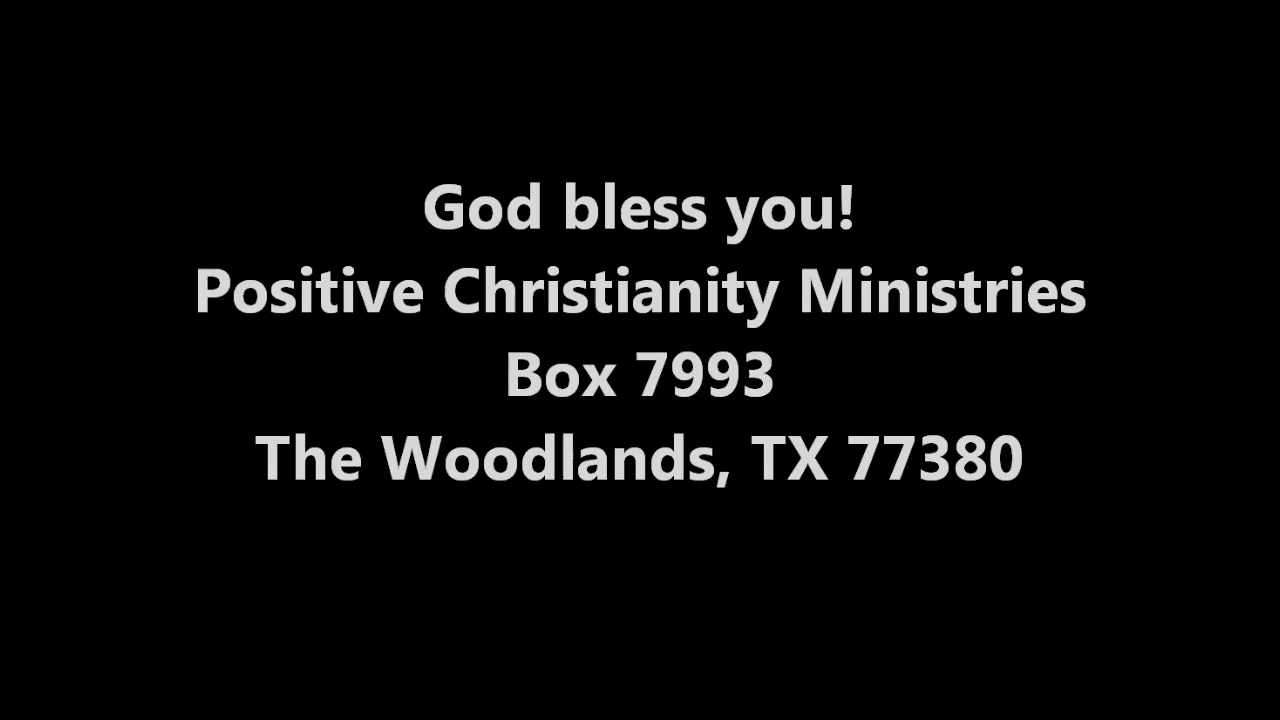 God bless you!
Positive Christianity Ministries
Box 7993
The Woodlands, TX 77380